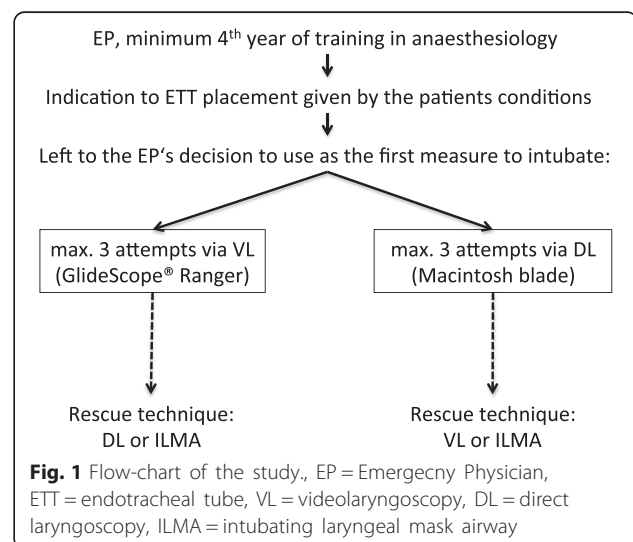 EP, minimum 4th year of training in anaesthesiology
Indication to ETT placement given by the patients conditions
Left to the EP‘s decision to use as the first measure to intubate:
max. 3 attempts via VL
(GlideScope® Ranger)
max. 3 attempts via DL
(Macintosh blade)
Rescue technique:
DL or ILMA
Rescue technique:
VL or ILMA
Fig. 1 Flow-chart of the study., EP = Emergecny Physician,
ETT = endotracheal tube, VL = videolaryngoscopy, DL = direct
laryngoscopy, ILMA = intubating laryngeal mask airway